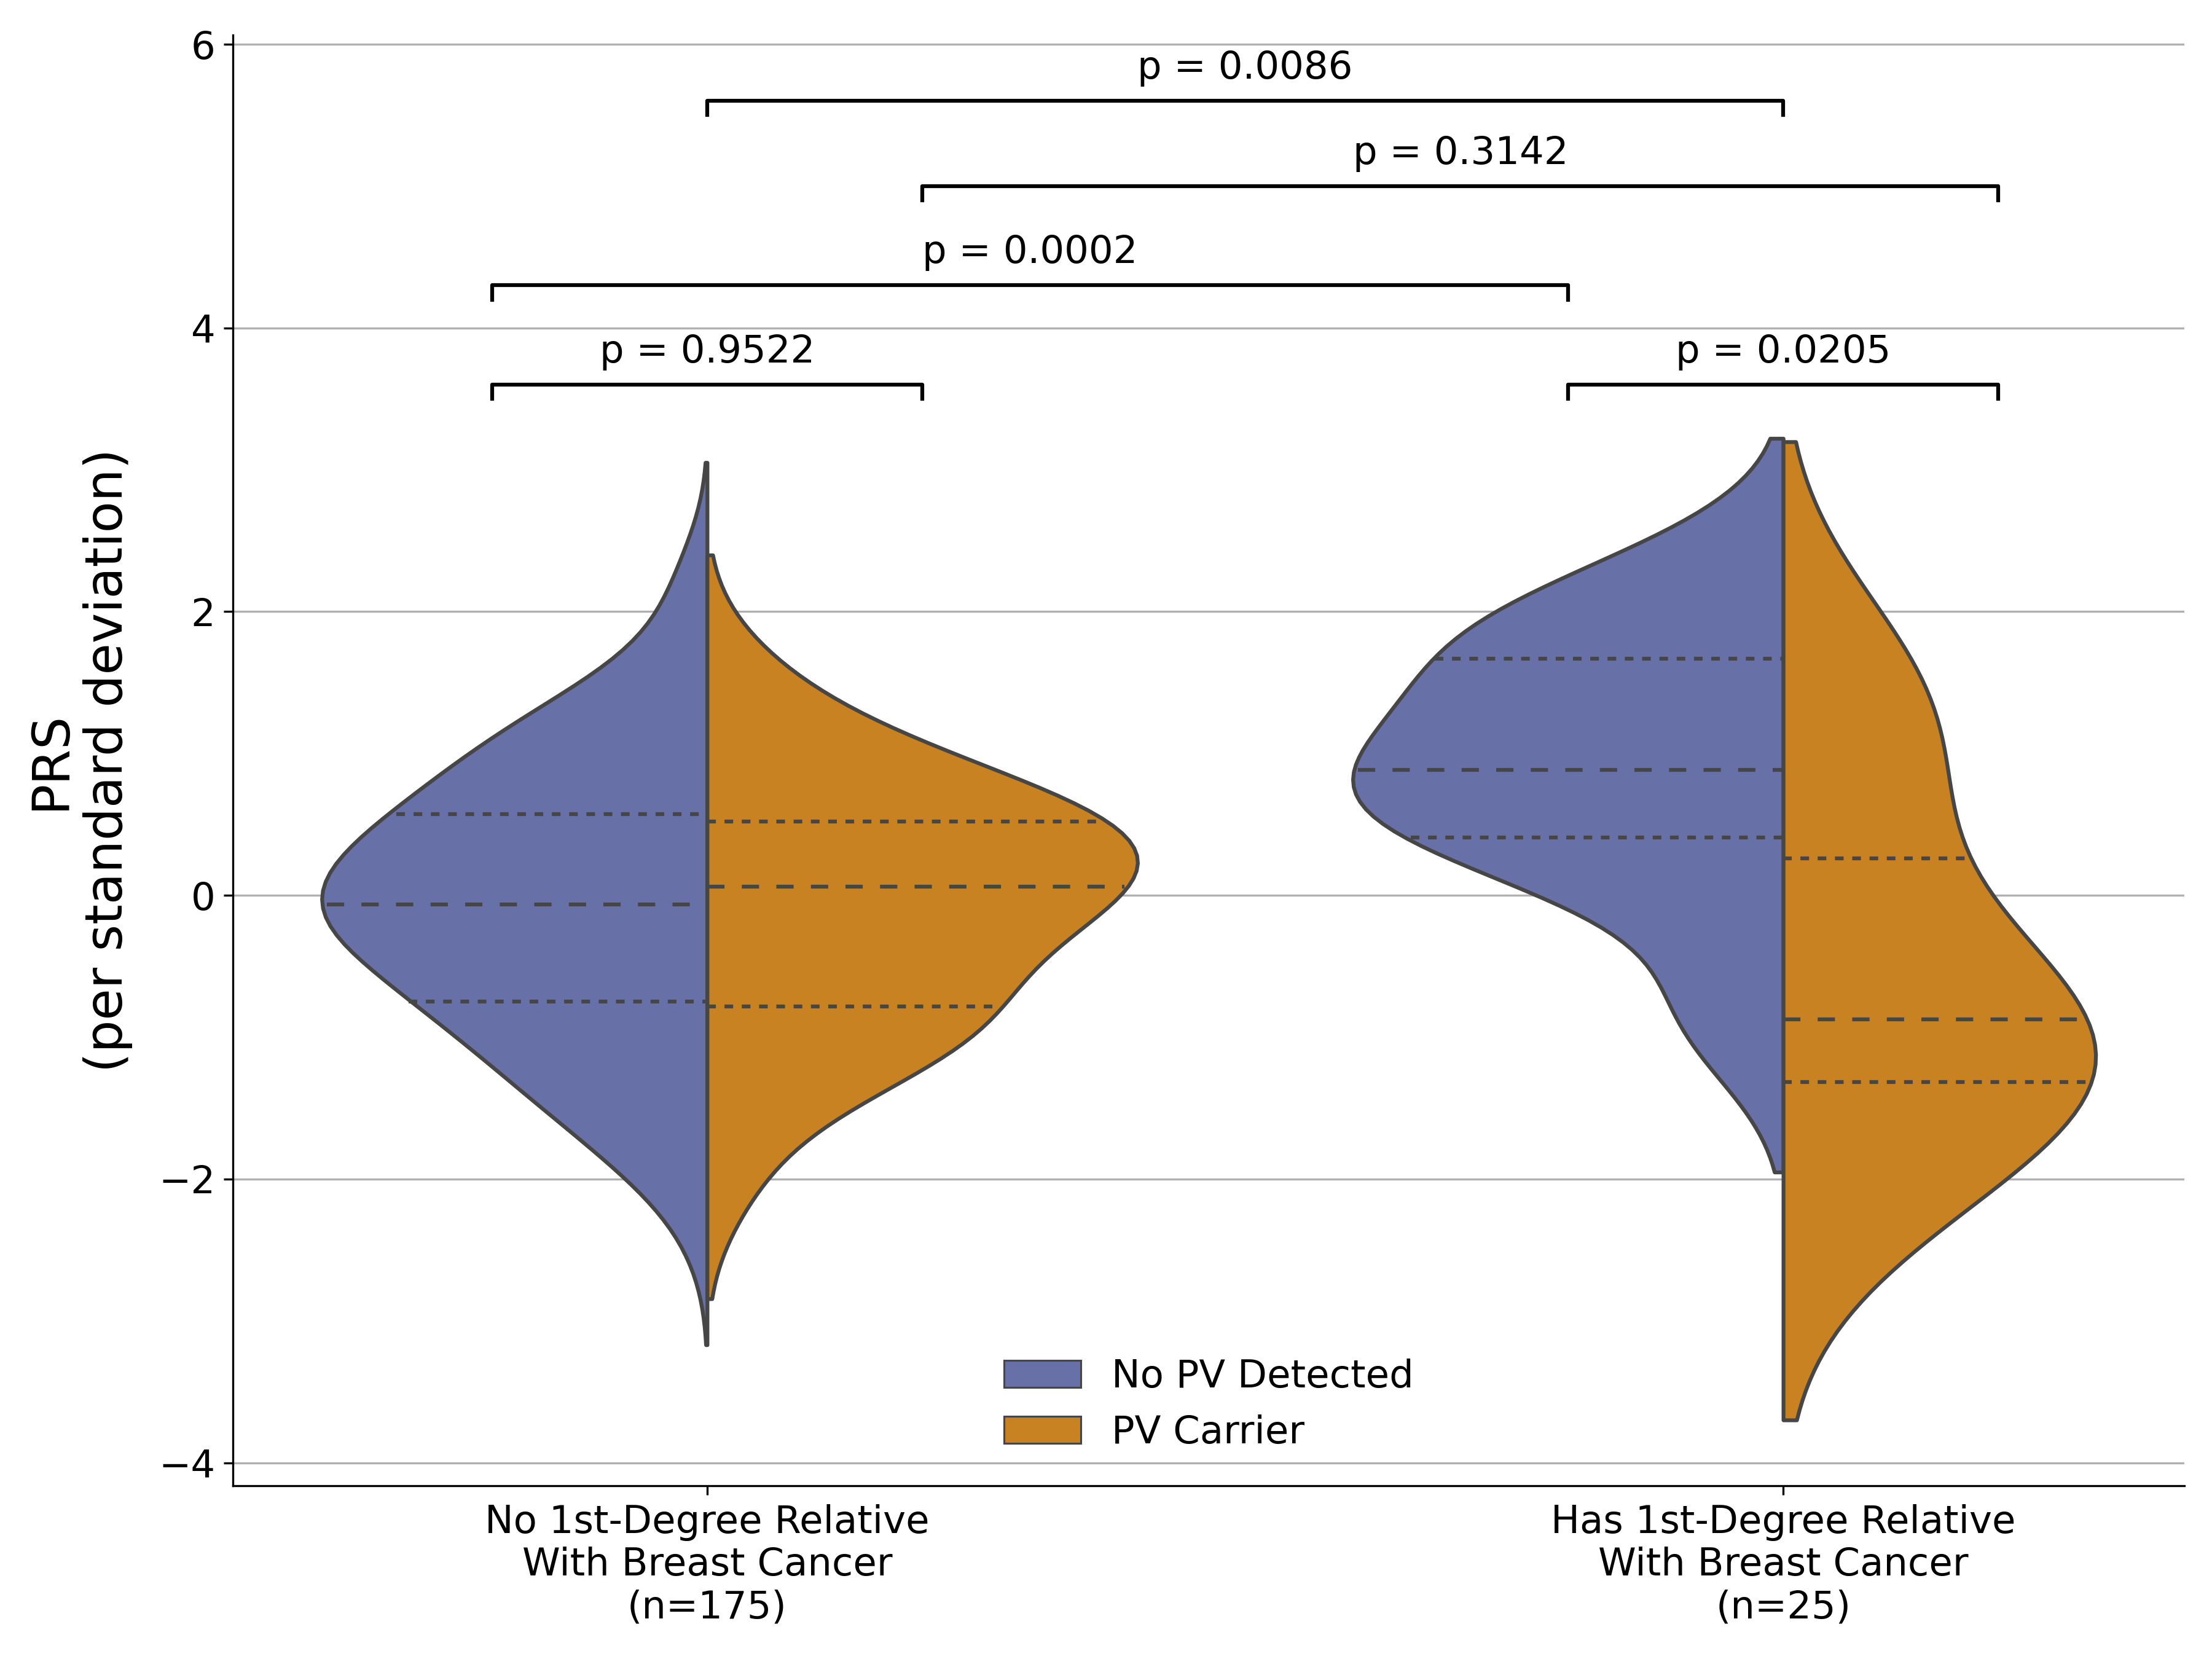 6
p = 0.0086
p = 0.3142
p = 0.0002
4
p = 0.9522
p = 0.0205
PRS
(per standard deviation)
2
0
−2
No PV Detected
PV Carrier
−4
No 1st-Degree Relative
With Breast Cancer
(n=175)
Has 1st-Degree Relative
With Breast Cancer
(n=25)